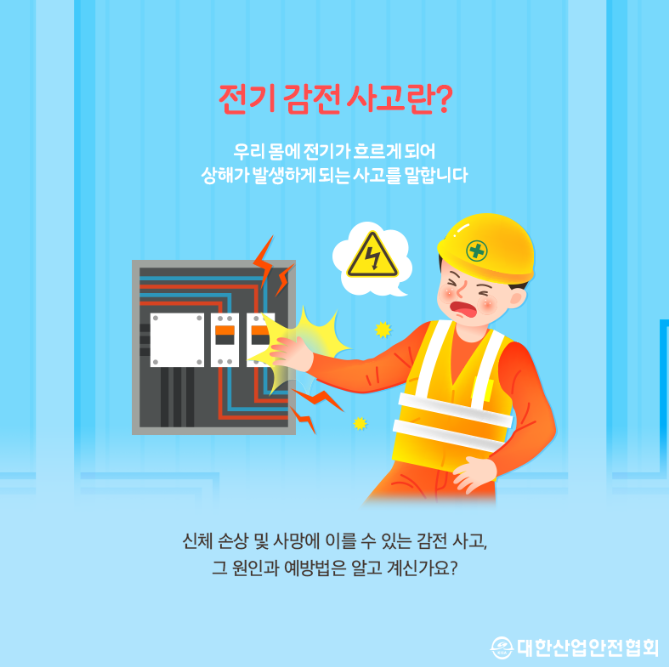 전기 감전 사고란?
우리 몸에 전기가 흐르게 되어
상해가 발생하게 되는 사고를 말합니다
신체 손상 및 사망에 이를 수 있는 감전 사고,
그 원인과 예방법은 알고 계신가요?
대한산업안전협회